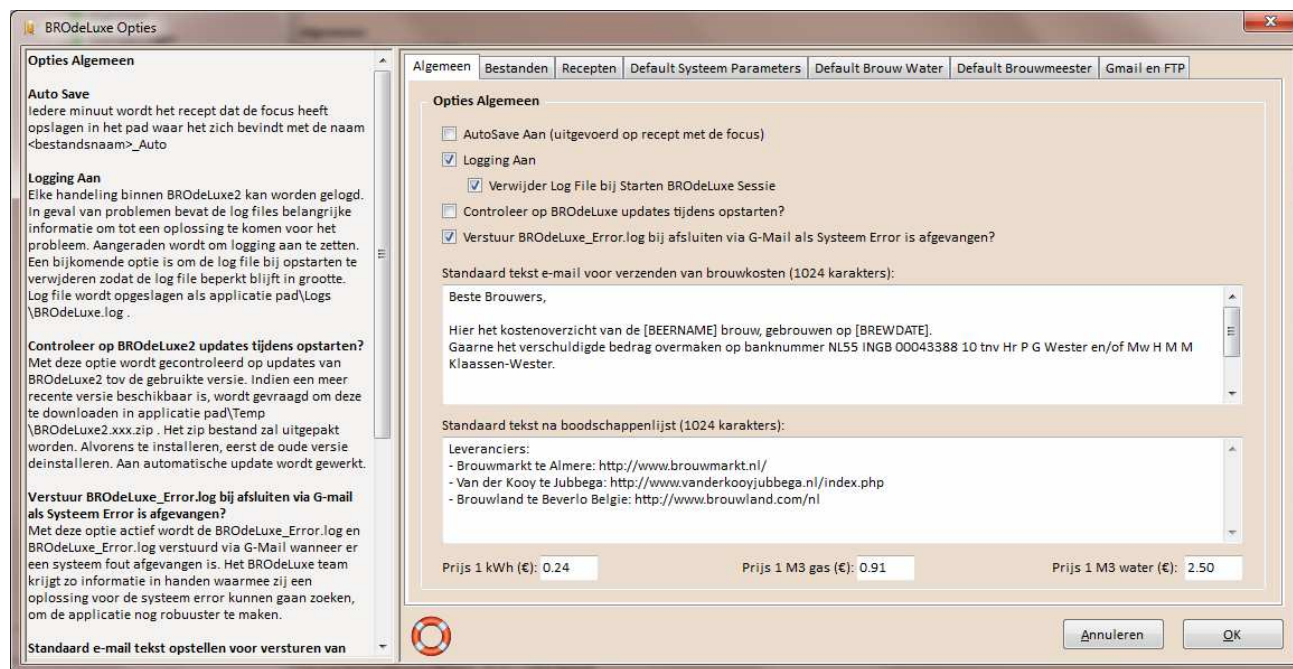 BROdeLuxe Opties
Opties Algemeen
Auto Save
Iedere minuut wordt het recept dat de focus heeft
opslagen in het pad waar het zich bevindt met de naam
<bestandsnaam>_Auto
Logging Aan
Elke handeling binnen BROdeLuxe2 kan worden gelogd.
In geval van problemen bevat de log files belangrijke
informatie om tot een oplossing te komen voor het
probleem. Aangeraden wordt om logging aan te zetten.
Een bijkomende optie is om de log file bij opstarten te
verwjderen zodat de log file beperkt blijft in grootte.
Log file wordt opgeslagen als applicatie pad\Logs
\BROdeLuxe.log .
Controleer op BROdeLuxe2 updates tijdens opstarten?
Met deze optie wordt gecontroleerd op updates van
BROdeLuxe2 tov de gebruikte versie. Indien een meer
recente versie beschikbaar is, wordt gevraagd om deze
te downloaden in applicatie pad\Temp
\BROdeLuxe2.xxx.zip . Het zip bestand zal uitgepakt
worden. Alvorens te installeren, eerst de oude versie
deinstalleren. Aan automatische update wordt gewerkt.
Verstuur BROdeLuxe_Error.log bij afsluiten via G-mail
als Systeem Error is afgevangen?
Met deze optie actief wordt de BROdeLuxe_Error.log en
BROdeLuxe_Error.log verstuurd via G-Mail wanneer er
een systeem fout afgevangen is. Het BROdeLuxe team
krijgt zo informatie in handen waarmee zij een
oplossing voor de systeem error kunnen gaan zoeken,
om de applicatie nog robuuster te maken.
Standaard e-mail tekst opstellen voor versturen van
Algemeen Bestanden Recepten Default Systeem Parameters Default Brouw Water Default Brouwmeester Gmail en FTP
Opties Algemeen
AutoSave Aan (uitgevoerd op recept met de focus)
Logging Aan
Verwijder Log File bij Starten BROdeLuxe Sessie
Controleer op BROdeLuxe updates tijdens opstarten?
Verstuur BROdeLuxe_Error.log bij afsluiten via G-Mail als Systeem Error is afgevangen?
Standaard tekst e-mail voor verzenden van brouwkosten (1024 karakters):
Beste Brouwers,
Hier het kostenoverzicht van de [BEERNAME] brouw, gebrouwen op [BREWDATE].
Gaarne het verschuldigde bedrag overmaken op banknummer NL55 INGB 00043388 10 tnv Hr P G Wester en/of Mw H M M
Klaassen-Wester.
Standaard tekst na boodschappenlijst (1024 karakters):
Leveranciers:
- Brouwmarkt te Almere: http://www.brouwmarkt.nl/
- Van der Kooy te Jubbega: http://www.vanderkooyjubbega.nl/index.php
- Brouwland te Beverlo Belgie: http://www.brouwland.com/nl
Prijs 1 kWh (€): 0.24 Prijs 1 M3 gas (€): 0.91 Prijs 1 M3 water (€): 2.50
Annuleren OK